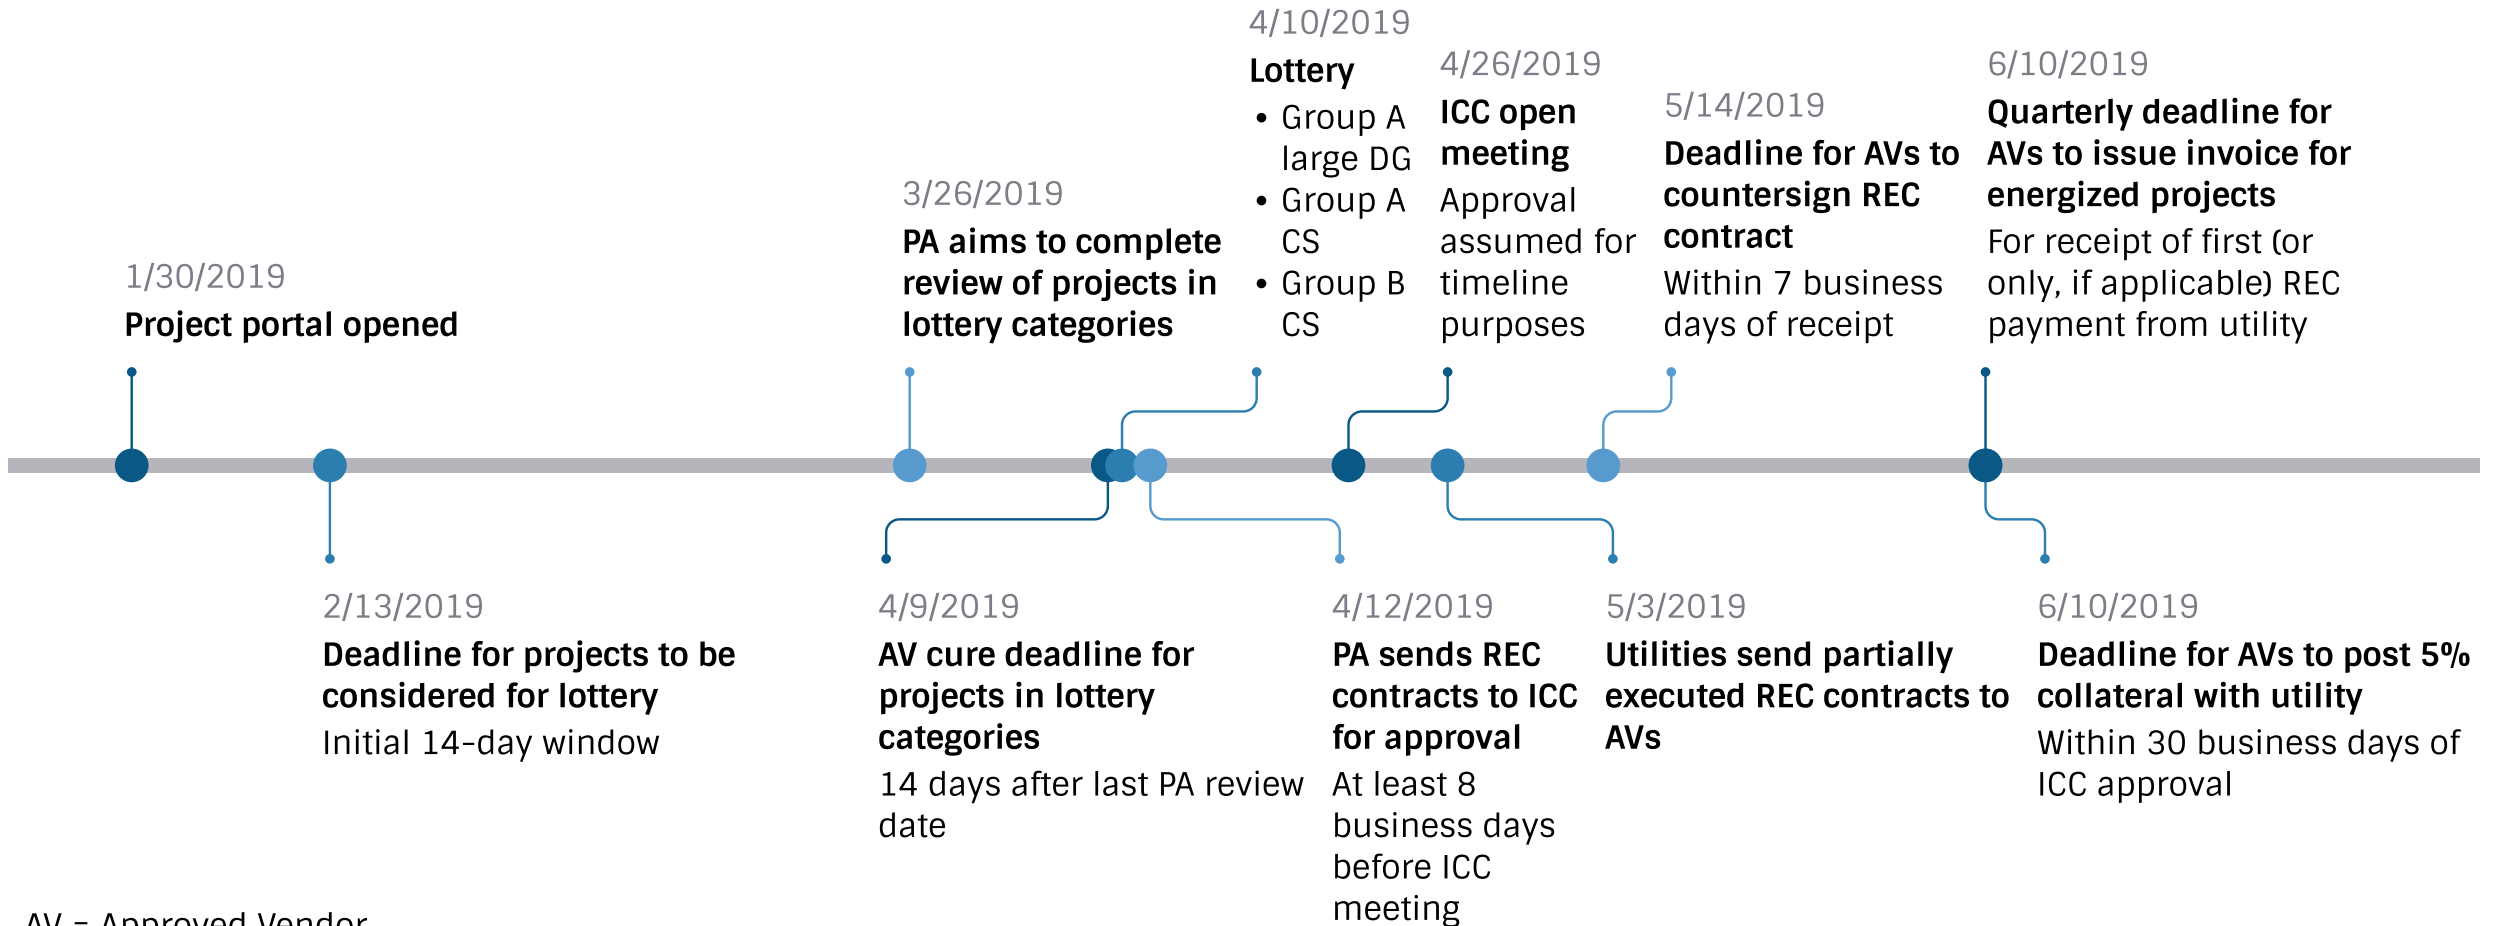 1/30/2019
Project portal opened
3/26/2019
PA aims to complete
review of projects in
lottery categories
4/10/2019
Lottery
• Group A
large DG
• Group A
CS
• Group B
CS
4/26/2019
ICC open
meeting
Approval
assumed for
timeline
purposes
5/14/2019
Deadline for AVs to
countersign REC
contract
Within 7 business
days of receipt
6/10/2019
Quarterly deadline for
AVs to issue invoice for
energized projects
For receipt of first (or
only, if applicable) REC
payment from utility
2/13/2019
Deadline for projects to be
considered for lottery
Initial 14-day window
4/9/2019
AV cure deadline for
projects in lottery
categories
14 days after last PA review
date
4/12/2019
PA sends REC
contracts to ICC
for approval
At least 8
business days
before ICC
meeting
5/3/2019
Utilities send partially
executed REC contracts to
AVs
6/10/2019
Deadline for AVs to post 5%
collateral with utility
Within 30 business days of
ICC approval
AV – Approved Vendor